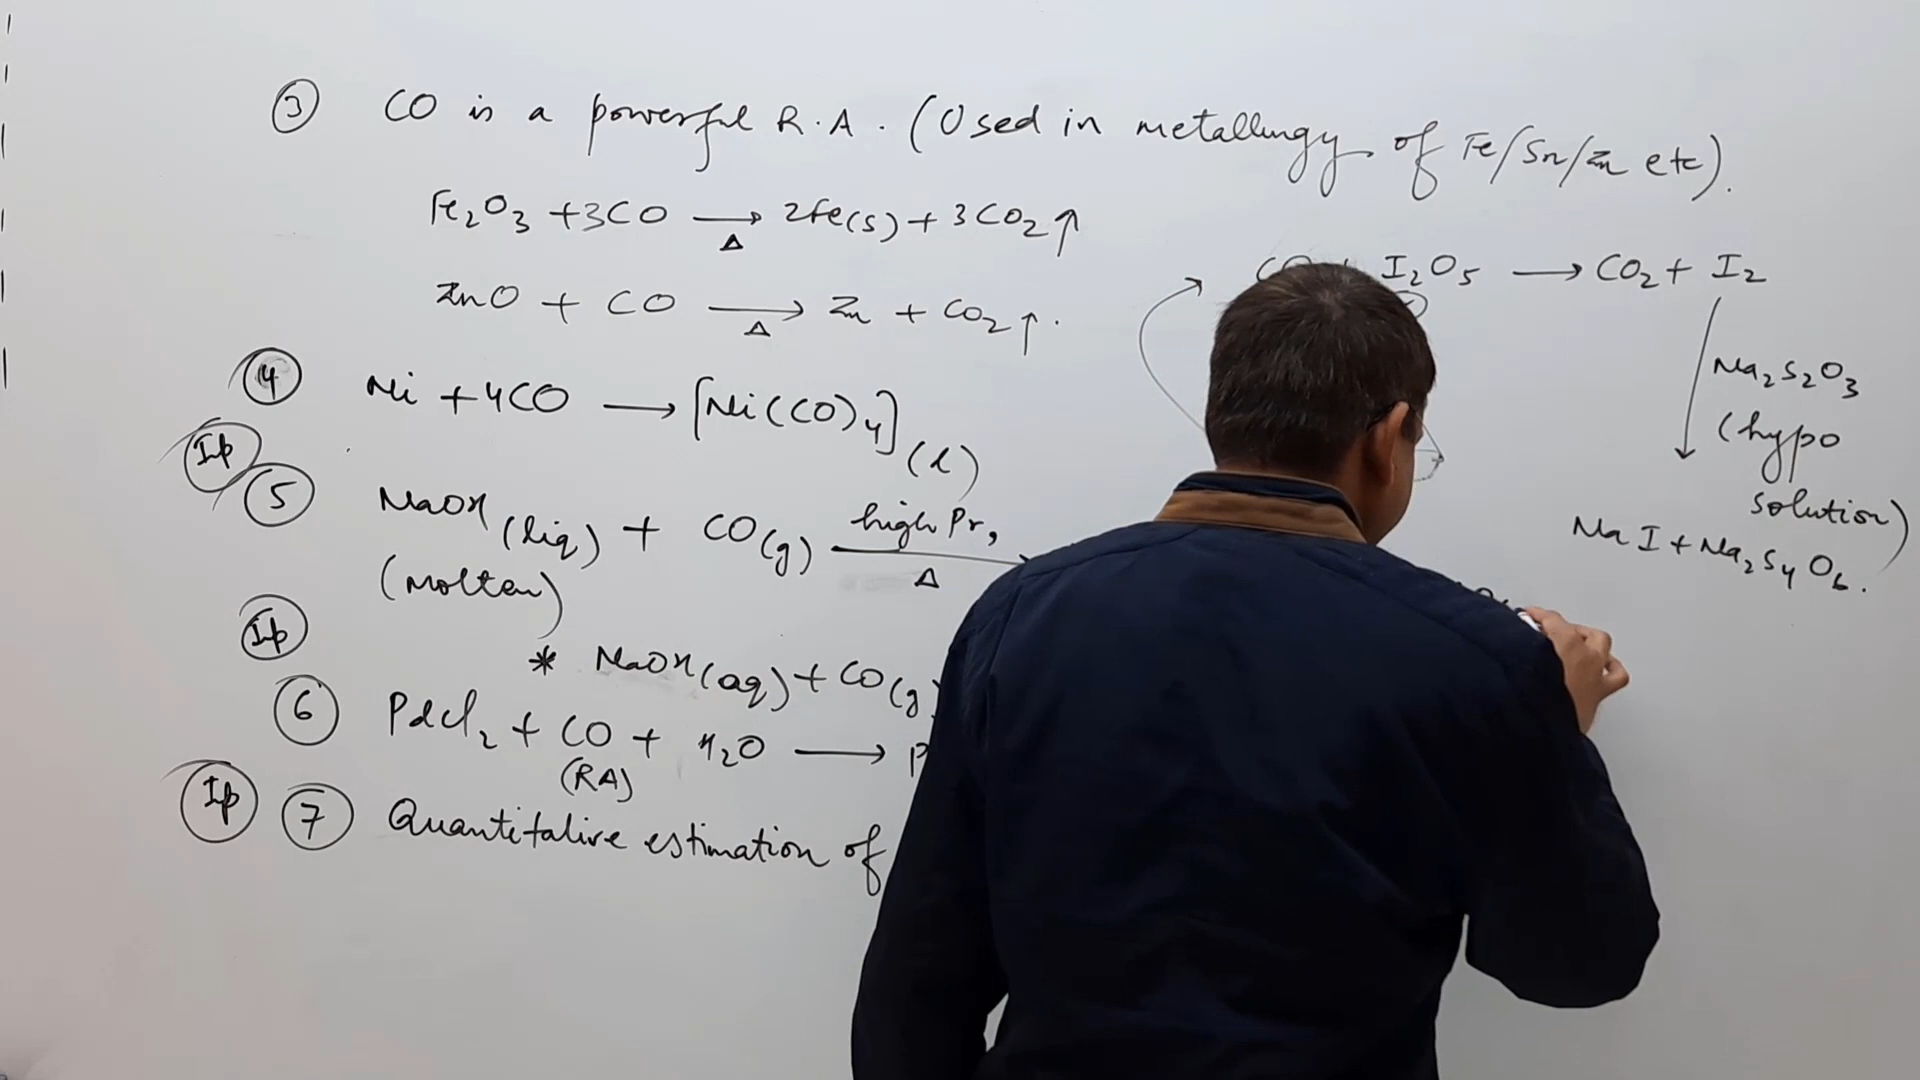 ③ CO is a powerful R.A. (Used in metallurgy of Fe/Sn/Zn etc).
Fe₂O₃ + 3CO ⟶ 2Fe(s) + 3CO₂↑
Δ
ZnO + CO ⟶ Zn + CO₂↑.
Δ
④ Ni + 4CO ⟶ [Ni(CO)₄](l)
Ip
⑤ NaOH(liq) + CO(g) high Pr,
(molten) Δ
Ip
* NaOH(aq) + CO(g)
⑥ PdCl₂ + CO + H₂O ⟶ P
(RA)
Ip ⑦ Quantitative estimation of
I₂O₅ ⟶ CO₂ + I₂
Na₂S₂O₃
(hypo
solution)
NaI + Na₂S₄O₆.